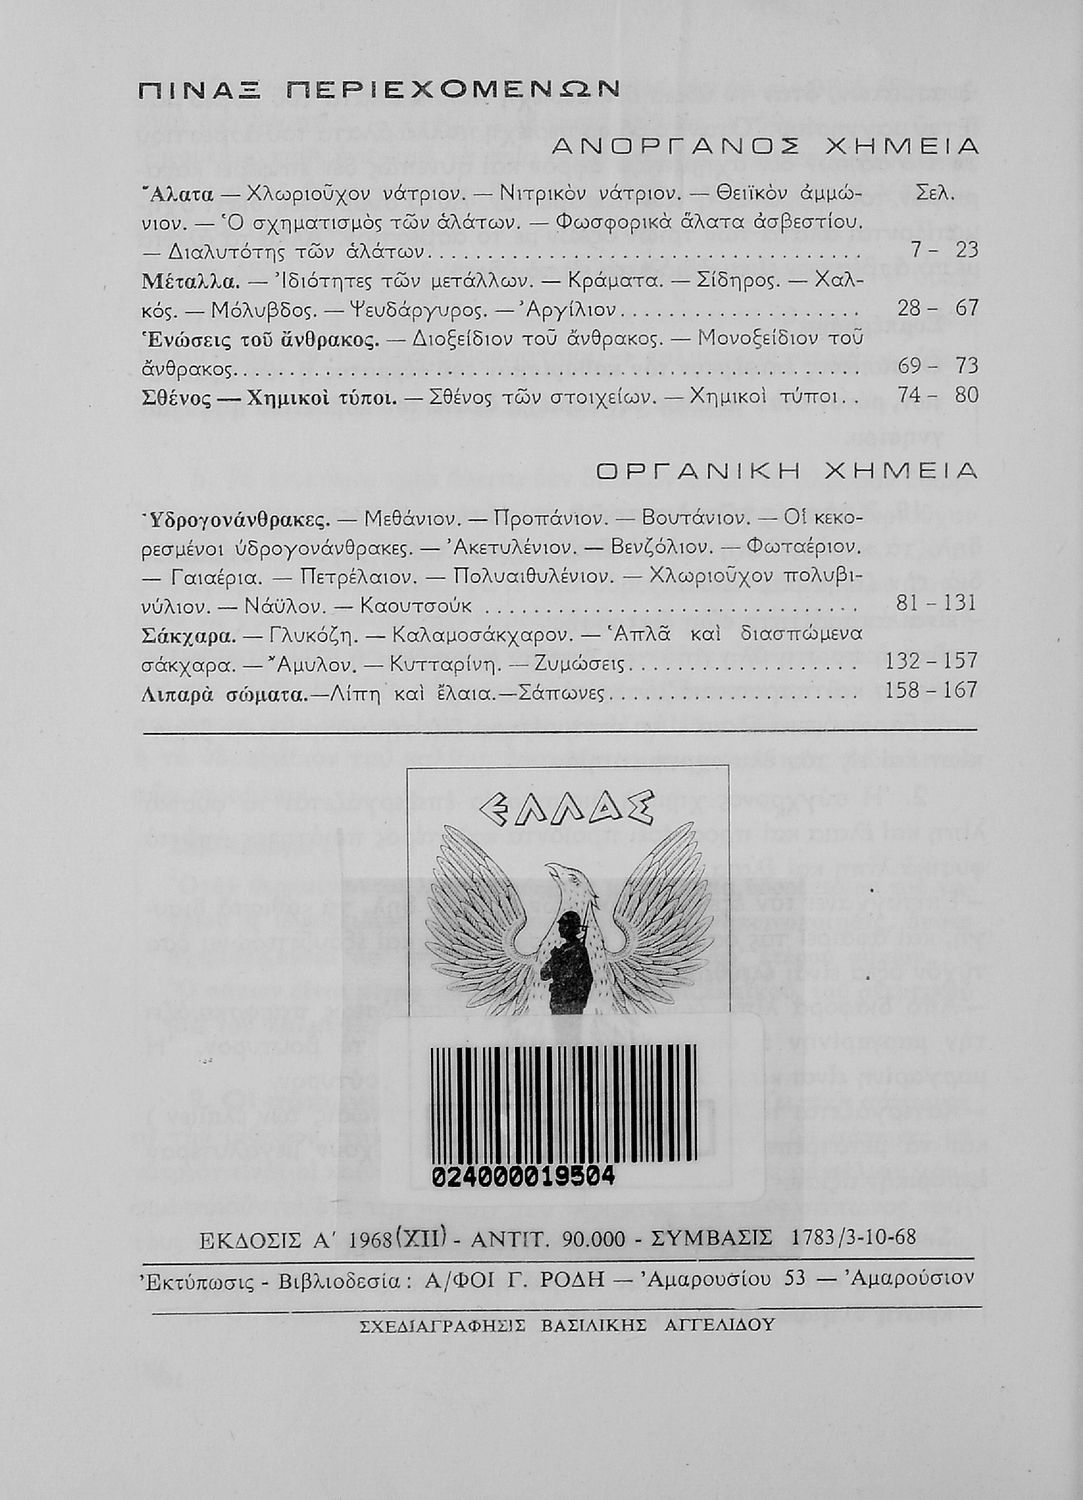 ΠΙΝΑΞ ΠΕΡΙΕΧΟΜΕΝΩΝ
ΑΝΟΡΓΑΝΟΣ ΧΗΜΕΙΑ
Ἅλατα — Χλωριοῦχον νάτριον. — Νιτρικὸν νάτριον. — Θειϊκὸν ἀμμώ- Σελ.
νιον. — Ὁ σχηματισμὸς τῶν ἁλάτων. — Φωσφορικὰ ἅλατα ἀσβεστίου.
— Διαλυτότης τῶν ἁλάτων.................................... 7 - 23
Μέταλλα. — Ἰδιότητες τῶν μετάλλων. — Κράματα. — Σίδηρος. — Χαλ-
κός. — Μόλυβδος. — Ψευδάργυρος. — Ἀργίλιον.................... 28 - 67
Ἑνώσεις τοῦ ἄνθρακος. — Διοξείδιον τοῦ ἄνθρακος. — Μονοξείδιον τοῦ
ἄνθρακος.................................................... 69 - 73
Σθένος — Χημικοὶ τύποι. — Σθένος τῶν στοιχείων. — Χημικοὶ τύποι.. 74 - 80
ΟΡΓΑΝΙΚΗ ΧΗΜΕΙΑ
Ὑδρογονάνθρακες. — Μεθάνιον. — Προπάνιον. — Βουτάνιον. — Οἱ κεκο-
ρεσμένοι ὑδρογονάνθρακες. — Ἀκετυλένιον. — Βενζόλιον. — Φωταέριον.
— Γαιαέρια. — Πετρέλαιον. — Πολυαιθυλένιον. — Χλωριοῦχον πολυβι-
νύλιον. — Νάϋλον. — Καουτσούκ ............................... 81 - 131
Σάκχαρα. — Γλυκόζη. — Καλαμοσάκχαρον. — Ἁπλᾶ καὶ διασπώμενα
σάκχαρα. — Ἄμυλον. — Κυτταρίνη. — Ζυμώσεις................... 132 - 157
Λιπαρὰ σώματα.—Λίπη καὶ ἔλαια.—Σάπωνες..................... 158 - 167
ΕΛΛΑΣ
024000019504
ΕΚΔΟΣΙΣ Α′ 1968(XII) - ΑΝΤΙΤ. 90.000 - ΣΥΜΒΑΣΙΣ 1783/3-10-68
Ἐκτύπωσις - Βιβλιοδεσία: Α/ΦΟΙ Γ. ΡΟΔΗ — Ἀμαρουσίου 53 — Ἀμαρούσιον
ΣΧΕΔΙΑΓΡΑΦΗΣΙΣ ΒΑΣΙΛΙΚΗΣ ΑΓΓΕΛΙΔΟΥ